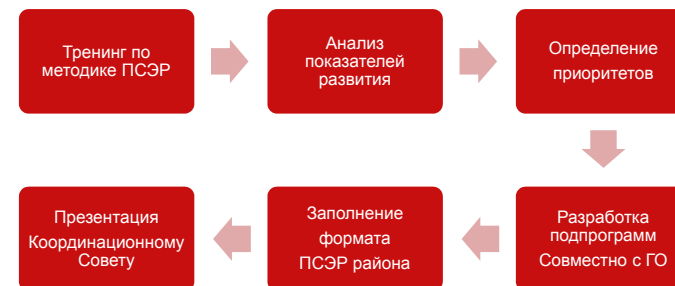 Тренинг по
методике ПСЭР
Анализ
показателей
развития
Определение
приоритетов
Разработка
подпрограмм
Совместно с ГО
Заполнение
формата
ПСЭР района
Презентация
Координационному
Совету